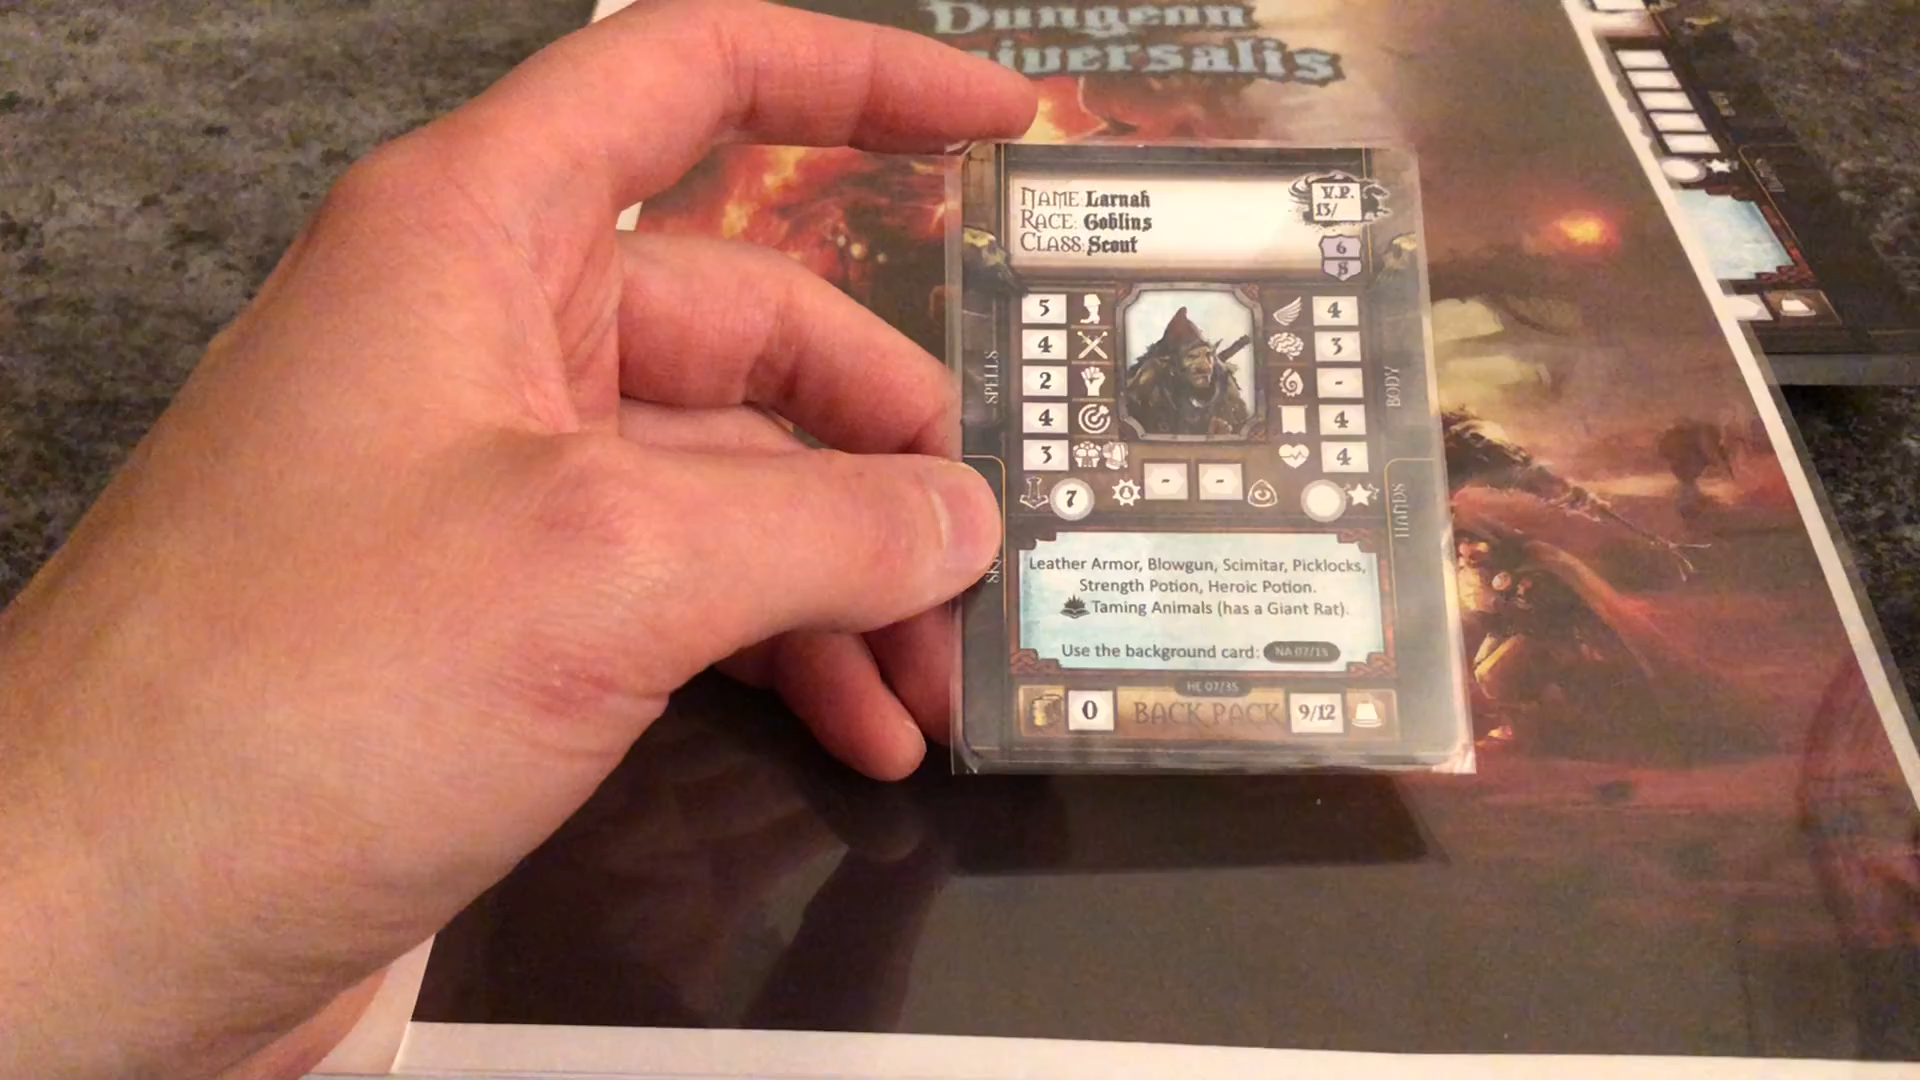 Dungeon
iversalis
NAME: Larnah
RACE: Goblins
CLASS: Scout
V.P.
13/
6
8
5
4
4
3
2
-
4
4
3
4
7
-
-
SPELLS
BODY
HANDS
Leather Armor, Blowgun, Scimitar, Picklocks,
Strength Potion, Heroic Potion.
Taming Animals (has a Giant Rat).
Use the background card: NA 07/15
HE 07/35
0
BACK PACK
9/12